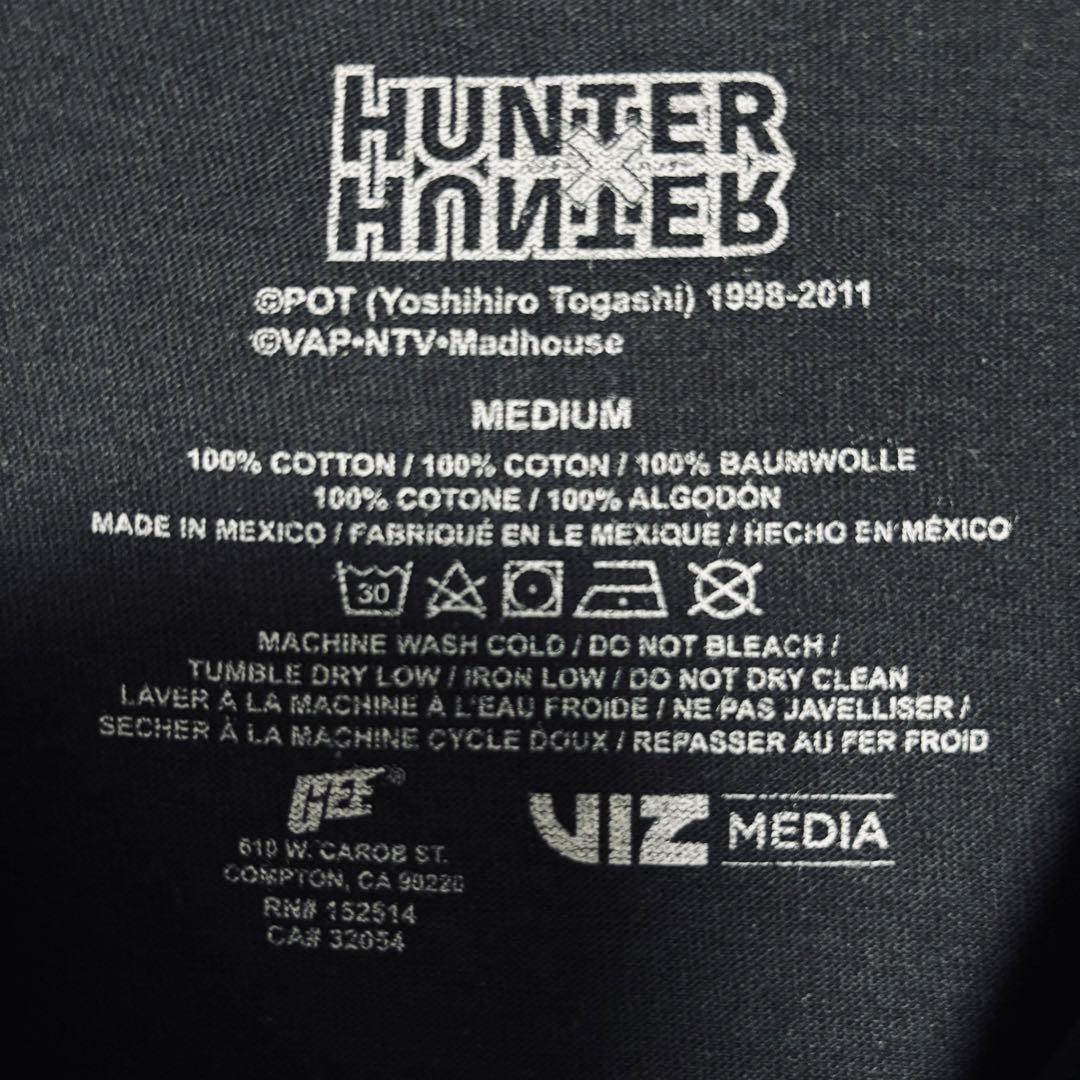 HUNTER
X
HUNTER
©POT (Yoshihiro Togashi) 1998-2011
©VAP•NTV•Madhouse
MEDIUM
100% COTTON / 100% COTON / 100% BAUMWOLLE
100% COTONE / 100% ALGODÓN
MADE IN MEXICO / FABRIQUÉ EN LE MEXIQUE / HECHO EN MÉXICO
30
MACHINE WASH COLD / DO NOT BLEACH /
TUMBLE DRY LOW / IRON LOW / DO NOT DRY CLEAN
LAVER À LA MACHINE À L'EAU FROIDE / NE PAS JAVELLISER /
SECHER À LA MACHINE CYCLE DOUX / REPASSER AU FER FROID
GEE®
610 W. CAROB ST.
COMPTON, CA 90220
RN# 152514
CA# 32054
VIZ MEDIA